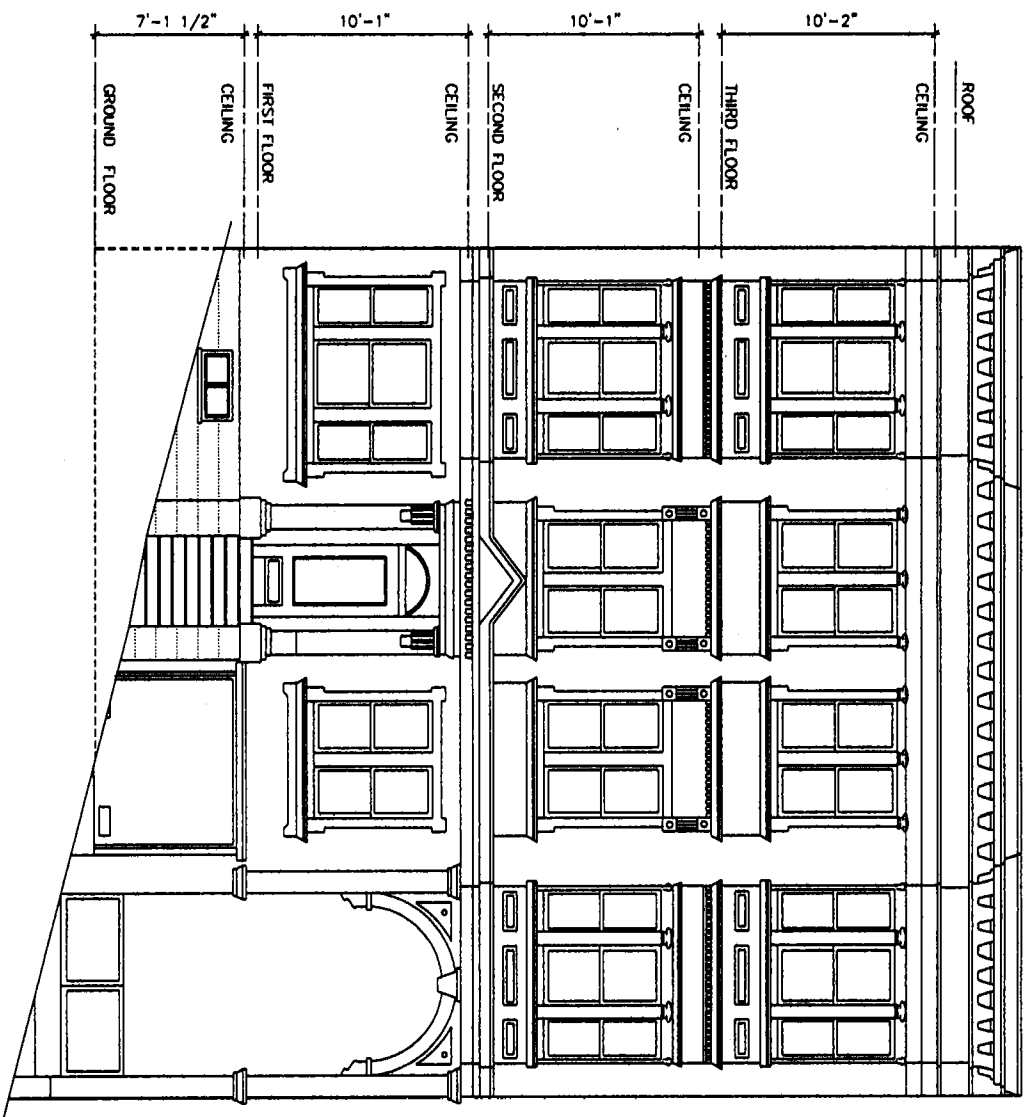 ROOF
CEILING
10'-2"
THIRD FLOOR
CEILING
10'-1"
SECOND FLOOR
CEILING
10'-1"
FIRST FLOOR
CEILING
7'-1 1/2"
GROUND FLOOR